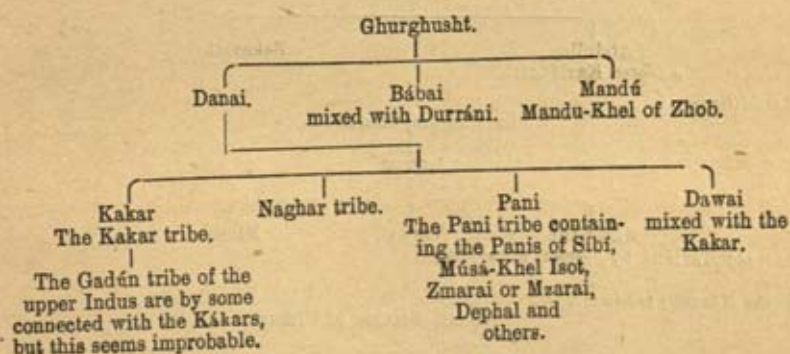 Ghurghusht.
Danai.
Bábai
mixed with Durráni.
Mandú
Mandu-Khel of Zhob.
Kakar
The Kakar tribe.
The Gadún tribe of the
upper Indus are by some
connected with the Kákars,
but this seems improbable.
Naghar tribe.
Pani
The Pani tribe contain-
ing the Panis of Síbí,
Músá-Khel Isot,
Zmarai or Mzarai,
Dephal and
others.
Dawai
mixed with the
Kakar.